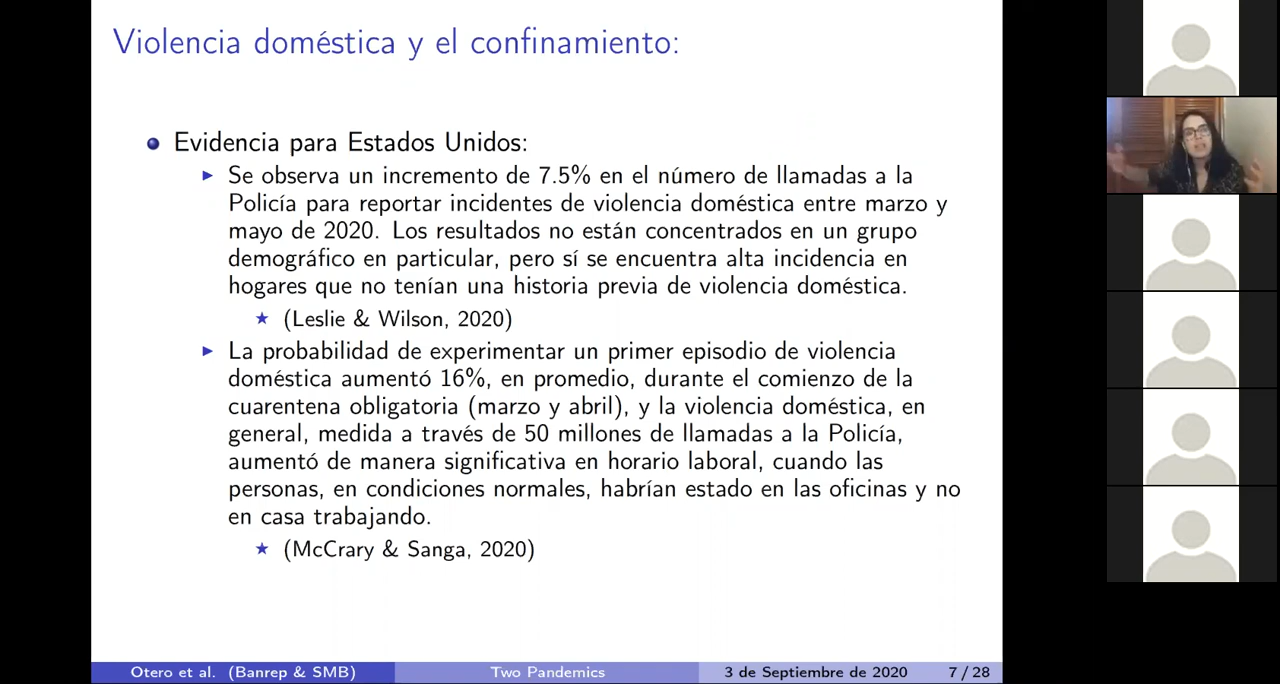 Violencia doméstica y el confinamiento:
Evidencia para Estados Unidos:
Se observa un incremento de 7.5% en el número de llamadas a la
Policía para reportar incidentes de violencia doméstica entre marzo y
mayo de 2020. Los resultados no están concentrados en un grupo
demográfico en particular, pero sí se encuentra alta incidencia en
hogares que no tenían una historia previa de violencia doméstica.
(Leslie & Wilson, 2020)
La probabilidad de experimentar un primer episodio de violencia
doméstica aumentó 16%, en promedio, durante el comienzo de la
cuarentena obligatoria (marzo y abril), y la violencia doméstica, en
general, medida a través de 50 millones de llamadas a la Policía,
aumentó de manera significativa en horario laboral, cuando las
personas, en condiciones normales, habrían estado en las oficinas y no
en casa trabajando.
(McCrary & Sanga, 2020)
Otero et al. (Banrep & SMB) Two Pandemics 3 de Septiembre de 2020 7 / 28